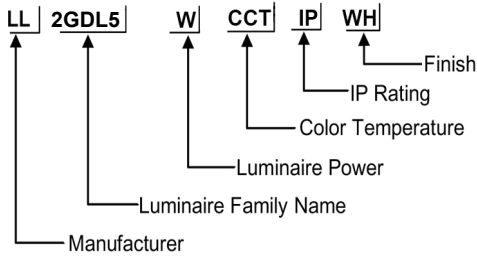 LL 2GDL5 W CCT IP WH
Finish
IP Rating
Color Temperature
Luminaire Power
Luminaire Family Name
Manufacturer